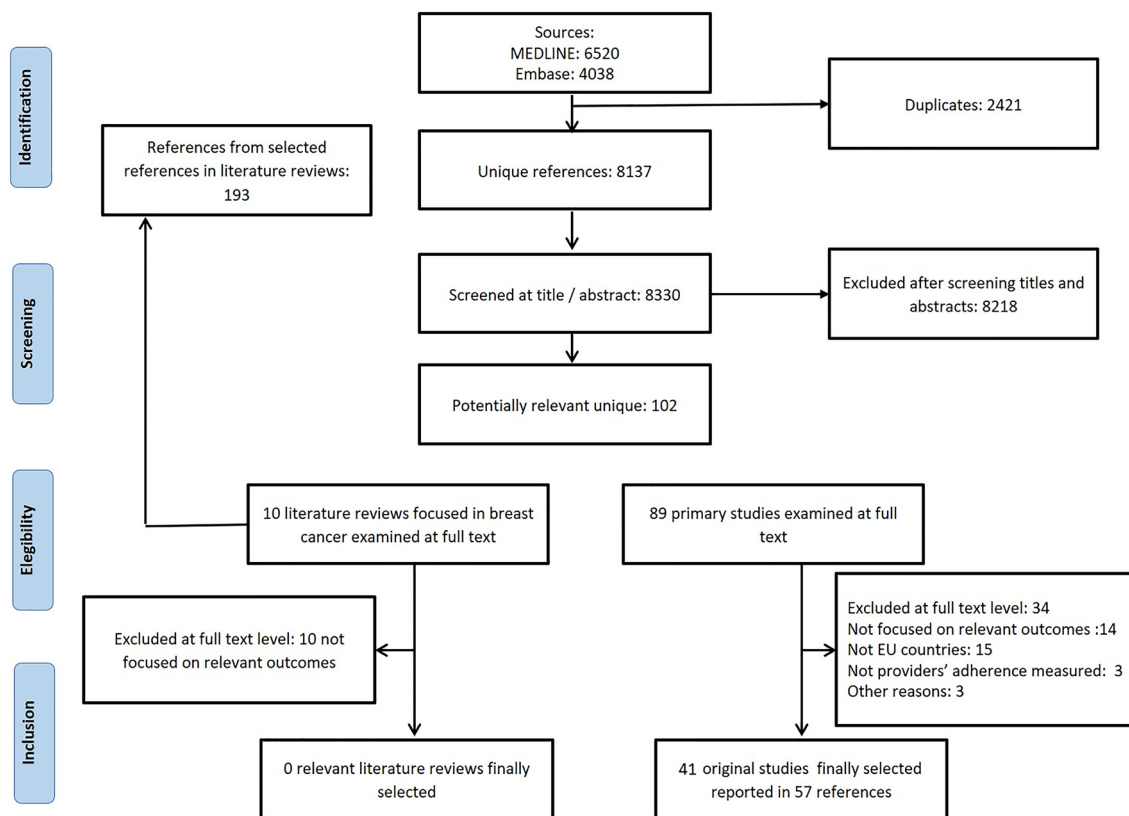 Identification
Sources:
MEDLINE: 6520
Embase: 4038
Duplicates: 2421
References from selected
references in literature reviews:
193
Unique references: 8137
Screening
Screened at title / abstract: 8330
Excluded after screening titles and
abstracts: 8218
Potentially relevant unique: 102
Elegibility
10 literature reviews focused in breast
cancer examined at full text
89 primary studies examined at full
text
Excluded at full text level: 10 not
focused on relevant outcomes
Excluded at full text level: 34
Not focused on relevant outcomes :14
Not EU countries: 15
Not providers’ adherence measured: 3
Other reasons: 3
Inclusion
0 relevant literature reviews finally
selected
41 original studies finally selected
reported in 57 references